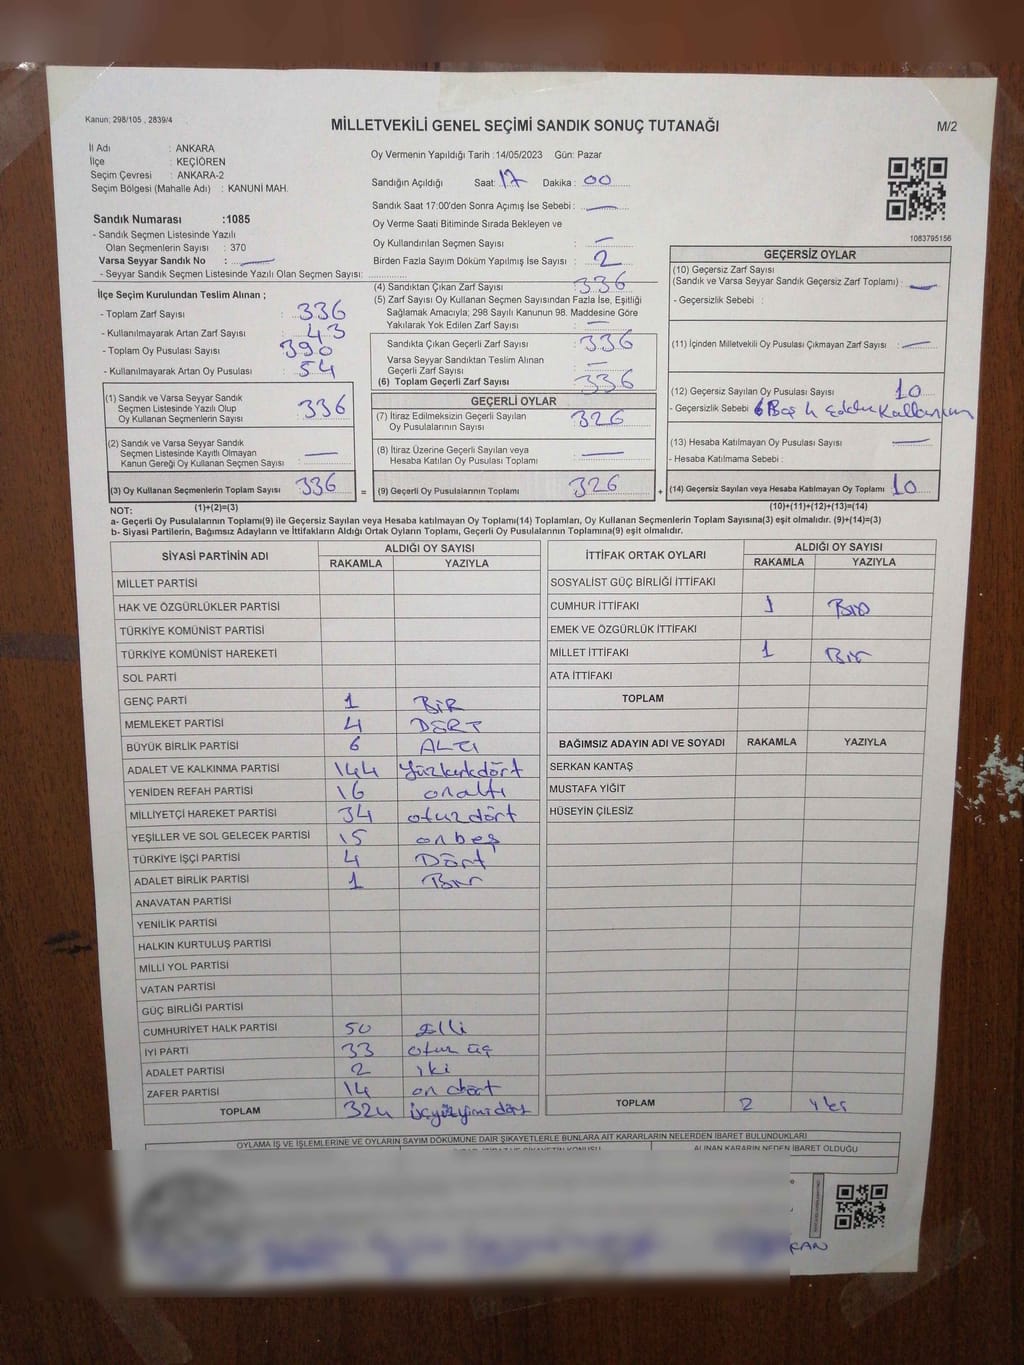 Kanun; 298/105 , 2839/4
MİLLETVEKİLİ GENEL SEÇİMİ SANDIK SONUÇ TUTANAĞI
M/2
İl Adı : ANKARA
İlçe : KEÇİÖREN
Seçim Çevresi : ANKARA-2
Seçim Bölgesi (Mahalle Adı) : KANUNİ MAH.
Oy Vermenin Yapıldığı Tarih : 14/05/2023 Gün: Pazar
Sandığın Açıldığı Saat: 17 Dakika : 00
Sandık Saat 17:00'den Sonra Açımış İse Sebebi : —
Oy Verme Saati Bitiminde Sırada Bekleyen ve
Oy Kullandırılan Seçmen Sayısı : —
Birden Fazla Sayım Döküm Yapılmış İse Sayısı : 2
1083795156
Sandık Numarası :1085
- Sandık Seçmen Listesinde Yazılı
Olan Seçmenlerin Sayısı : 370
Varsa Seyyar Sandık No : —
- Seyyar Sandık Seçmen Listesinde Yazılı Olan Seçmen Sayısı:
İlçe Seçim Kurulundan Teslim Alınan ;
- Toplam Zarf Sayısı : 336
- Kullanılmayarak Artan Zarf Sayısı : 43
- Toplam Oy Pusulası Sayısı : 390
- Kullanılmayarak Artan Oy Pusulası : 54
(1) Sandık ve Varsa Seyyar Sandık
Seçmen Listesinde Yazılı Olup
Oy Kullanan Seçmenlerin Sayısı : 336
(2) Sandık ve Varsa Seyyar Sandık
Seçmen Listesinde Kayıtlı Olmayan
Kanun Gereği Oy Kullanan Seçmen Sayısı : —
(3) Oy Kullanan Seçmenlerin Toplam Sayısı 336
(1)+(2)=(3)
(4) Sandıktan Çıkan Zarf Sayısı : 336
(5) Zarf Sayısı Oy Kullanan Seçmen Sayısından Fazla İse, Eşitliği
Sağlamak Amacıyla; 298 Sayılı Kanunun 98. Maddesine Göre
Yakılarak Yok Edilen Zarf Sayısı : —
Sandıkta Çıkan Geçerli Zarf Sayısı : 336
Varsa Seyyar Sandıktan Teslim Alınan
Geçerli Zarf Sayısı : —
(6) Toplam Geçerli Zarf Sayısı : 336
GEÇERLİ OYLAR
(7) İtiraz Edilmeksizin Geçerli Sayılan
Oy Pusulalarının Sayısı : 326
(8) İtiraz Üzerine Geçerli Sayılan veya
Hesaba Katılan Oy Pusulası Toplamı : —
= (9) Geçerli Oy Pusulalarının Toplamı : 326
GEÇERSİZ OYLAR
(10) Geçersiz Zarf Sayısı
(Sandık ve Varsa Seyyar Sandık Geçersiz Zarf Toplamı) : —
- Geçersizlik Sebebi :
(11) İçinden Milletvekili Oy Pusulası Çıkmayan Zarf Sayısı : —
(12) Geçersiz Sayılan Oy Pusulası Sayısı : 10
- Geçersizlik Sebebi : 6 Boş 4
(13) Hesaba Katılmayan Oy Pusulası Sayısı : —
- Hesaba Katılmama Sebebi :
+ (14) Geçersiz Sayılan veya Hesaba Katılmayan Oy Toplamı : 10
(10)+(11)+(12)+(13)=(14)
NOT:
a- Geçerli Oy Pusulalarının Toplamı(9) ile Geçersiz Sayılan veya Hesaba katılmayan Oy Toplamı(14) Toplamları, Oy Kullanan Seçmenlerin Toplam Sayısına(3) eşit olmalıdır. (9)+(14)=(3)
b- Siyasi Partilerin, Bağımsız Adayların ve İttifakların Aldığı Ortak Oyların Toplamı, Geçerli Oy Pusulalarının Toplamına(9) eşit olmalıdır.
SİYASİ PARTİNİN ADI ALDIĞI OY SAYISI
RAKAMLA YAZIYLA
MİLLET PARTİSİ
HAK VE ÖZGÜRLÜKLER PARTİSİ
TÜRKİYE KOMÜNİST PARTİSİ
TÜRKİYE KOMÜNİST HAREKETİ
SOL PARTİ
GENÇ PARTİ 1 BİR
MEMLEKET PARTİSİ 4 DÖRT
BÜYÜK BİRLİK PARTİSİ 6 ALTI
ADALET VE KALKINMA PARTİSİ 144 Yüzkırkdört
YENİDEN REFAH PARTİSİ 16 onaltı
MİLLİYETÇİ HAREKET PARTİSİ 34 otuzdört
YEŞİLLER VE SOL GELECEK PARTİSİ 15 onbeş
TÜRKİYE İŞÇİ PARTİSİ 4 Dört
ADALET BİRLİK PARTİSİ 1 Bir
ANAVATAN PARTİSİ
YENİLİK PARTİSİ
HALKIN KURTULUŞ PARTİSİ
MİLLİ YOL PARTİSİ
VATAN PARTİSİ
GÜÇ BİRLİĞİ PARTİSİ
CUMHURİYET HALK PARTİSİ 50 Elli
İYİ PARTİ 33 otuz üç
ADALET PARTİSİ 2 iki
ZAFER PARTİSİ 14 on dört
TOPLAM 324 üçyüzyirmi dört
İTTİFAK ORTAK OYLARI ALDIĞI OY SAYISI
RAKAMLA YAZIYLA
SOSYALİST GÜÇ BİRLİĞİ İTTİFAKI
CUMHUR İTTİFAKI 1 Bir
EMEK VE ÖZGÜRLÜK İTTİFAKI
MİLLET İTTİFAKI 1 Bir
ATA İTTİFAKI
TOPLAM
BAĞIMSIZ ADAYIN ADI VE SOYADI RAKAMLA YAZIYLA
SERKAN KANTAŞ
MUSTAFA YİĞİT
HÜSEYİN ÇİLESİZ
TOPLAM 2 iki
OYLAMA İŞ VE İŞLEMLERİNE VE OYLARIN SAYIM DÖKÜMÜNE DAİR ŞİKAYETLERLE BUNLARA AİT KARARLARIN NELERDEN İBARET BULUNDUKLARI
ALINAN KARARIN NEDEN İBARET OLDUĞU